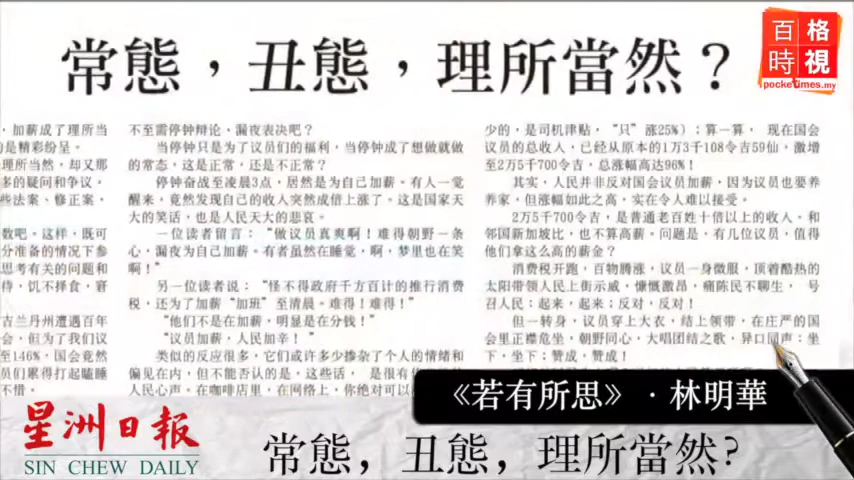 常態，丑態，理所當然？
百格
時視
pocketimes.my
，加薪成了理所当
的是精彩纷呈。
理所当然，却又那
多的疑问和争议。
些法案、修正案，
数吧。这样，既可
分准备的情况下参
思考有关的问题和
待，饥不择食，窘
吉兰丹州遭遇百年
会，但为了我们议
至146%，国会竟然
员们累得打起瞌睡
不惜。
不至需停钟辩论，漏夜表决吧？
当停钟只是为了议员们的福利，当停钟成了想做就做
的常态，这是正常，还是不正常？
停钟奋战至凌晨3点，居然是为自己加薪。有人一觉
醒来，竟然发现自己的收入突然成倍上涨了。这是国家天
大的笑话，也是人民天大的悲哀。
一位读者留言：“做议员真爽啊！难得朝野一条
心，漏夜为自己加薪。有者虽然在睡觉，啊，梦里也在笑
啊！”
另一位读者说：“怪不得政府千方百计的推行消费
税，还为了加薪“加班”至清晨。难得！难得！”
“他们不是在加薪，明显是在分钱！”
“议员加薪，人民加辛！”
类似的反应很多，它们或许多少掺杂了个人的情绪和
偏见在内，但不能否认的是，这些话，是很有
人民心声。在咖啡店里，在网络上，你绝对可以
少的，是司机津贴，“只”涨25%）；算一算，现在国会
议员的总收入，已经从原本的1万3千108令吉59仙，激增
至2万5千700令吉，总涨幅高达96%！
其实，人民并非反对国会议员加薪，因为议员也要养
养家，但涨幅如此之高，实在令人难以接受。
2万5千700令吉，是普通老百姓十倍以上的收入。和
邻国新加坡比，也不算高薪。问题是，有几位议员，值得
他们拿这么高的薪金？
消费税开跑，百物腾涨，议员一身微服，顶着酷热的
太阳带领人民上街示威，慷慨激昂，痛陈民不聊生，号
召人民：起来，起来；反对，反对！
但一转身，议员穿上大衣，结上领带，在庄严的国
会里正襟危坐，朝野同心，大唱团结之歌，异口同声：坐
下，坐下；赞成，赞成！
《若有所思》·林明華
星洲日报
SIN CHEW DAILY
常態，丑態，理所當然?